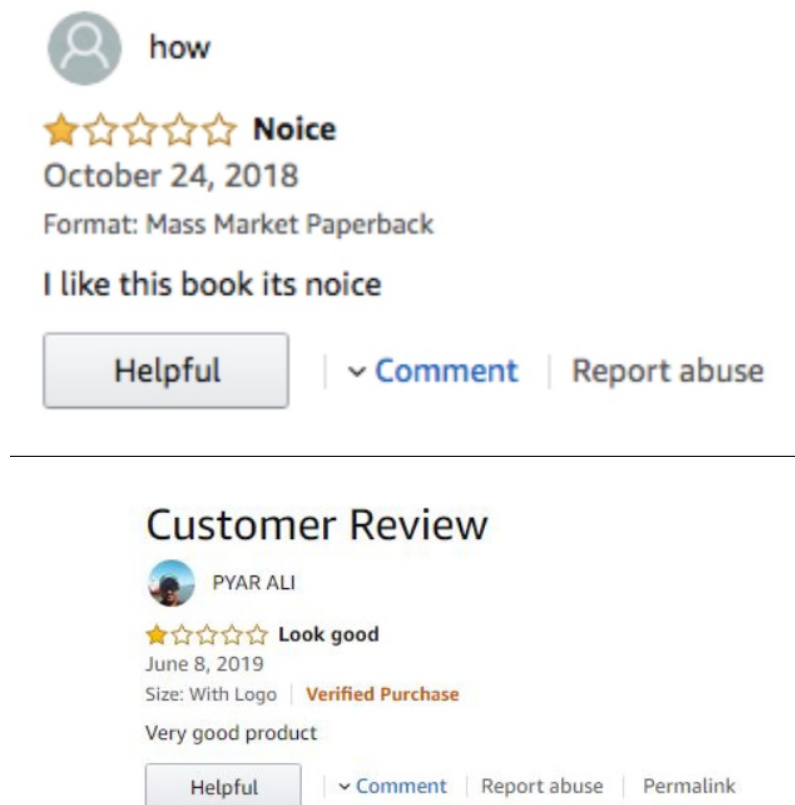 how
Noice
October 24, 2018
Format: Mass Market Paperback
I like this book its noice
Helpful Comment Report abuse
Customer Review
PYAR ALI
Look good
June 8, 2019
Size: With Logo Verified Purchase
Very good product
Helpful Comment Report abuse Permalink